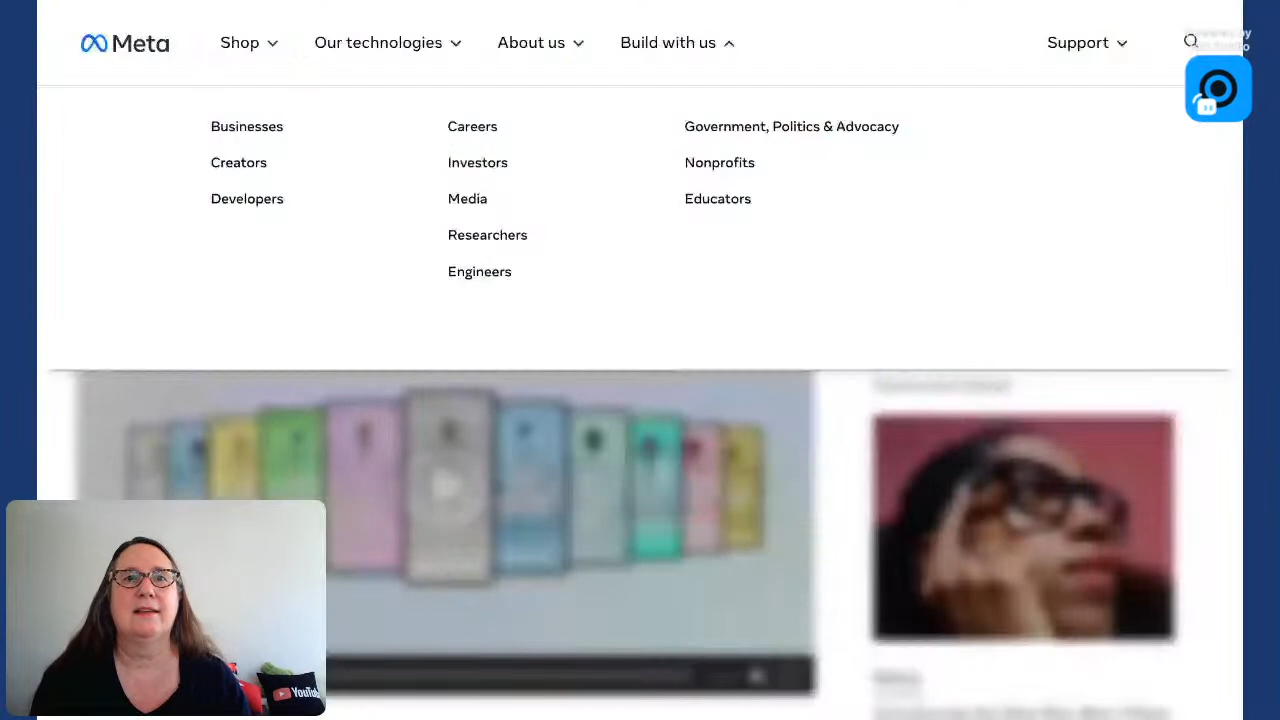 Meta
Shop
Our technologies
About us
Build with us
Support
Businesses
Creators
Developers
Careers
Investors
Media
Researchers
Engineers
Government, Politics & Advocacy
Nonprofits
Educators
YouTube